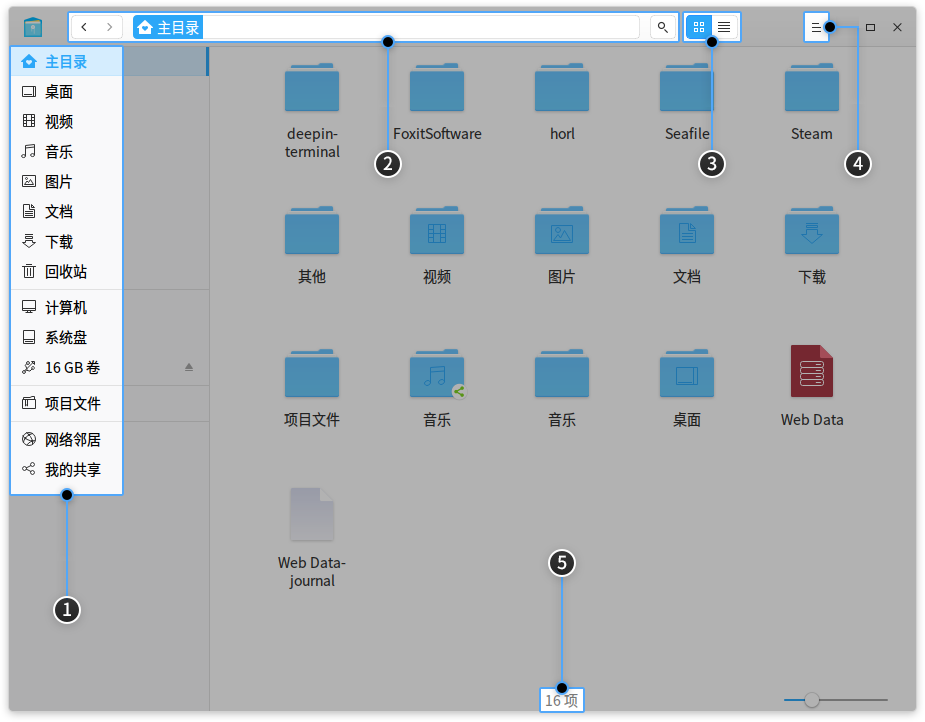 主目录
主目录
桌面
视频
音乐
图片
文档
下载
回收站
计算机
系统盘
16 GB 卷
项目文件
网络邻居
我的共享
deepin-
terminal
FoxitSoftware
horl
Seafile
Steam
2
3
4
其他
视频
图片
文档
下载
项目文件
音乐
音乐
桌面
Web Data
Web Data-
journal
1
5
16 项